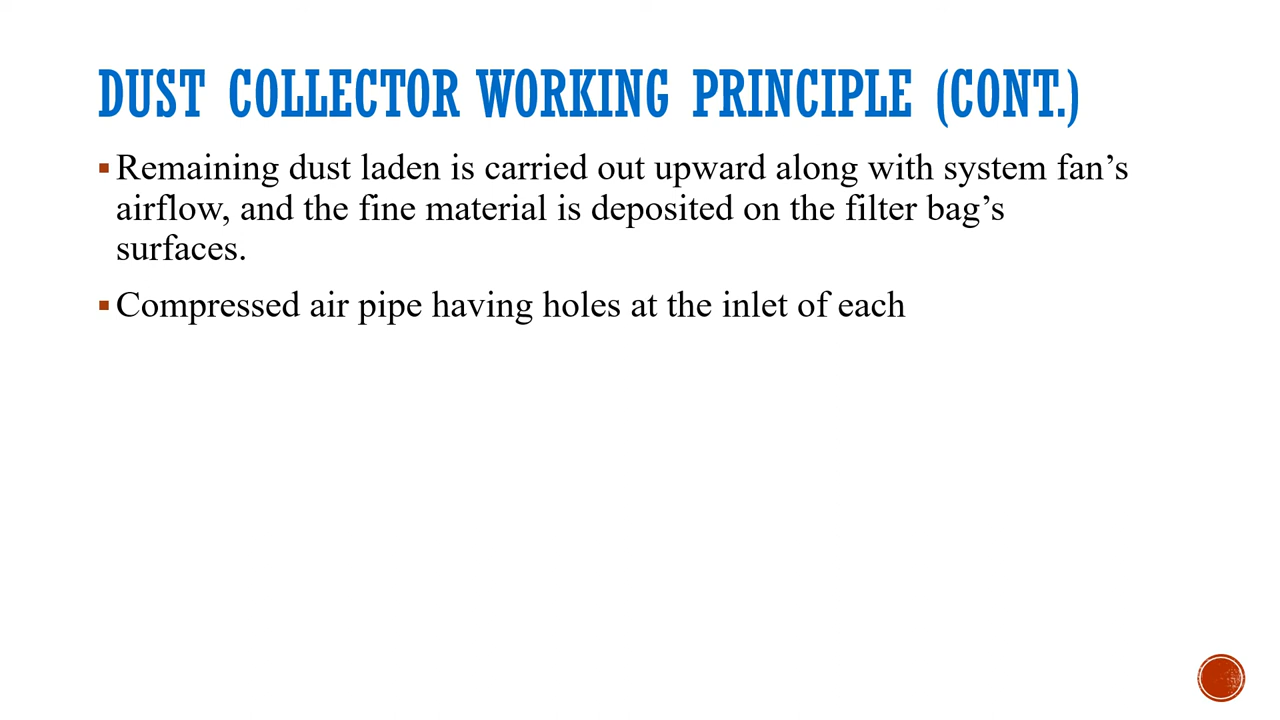 DUST COLLECTOR WORKING PRINCIPLE (CONT.)
▪Remaining dust laden is carried out upward along with system fan’s
airflow, and the fine material is deposited on the filter bag’s
surfaces.
▪Compressed air pipe having holes at the inlet of each